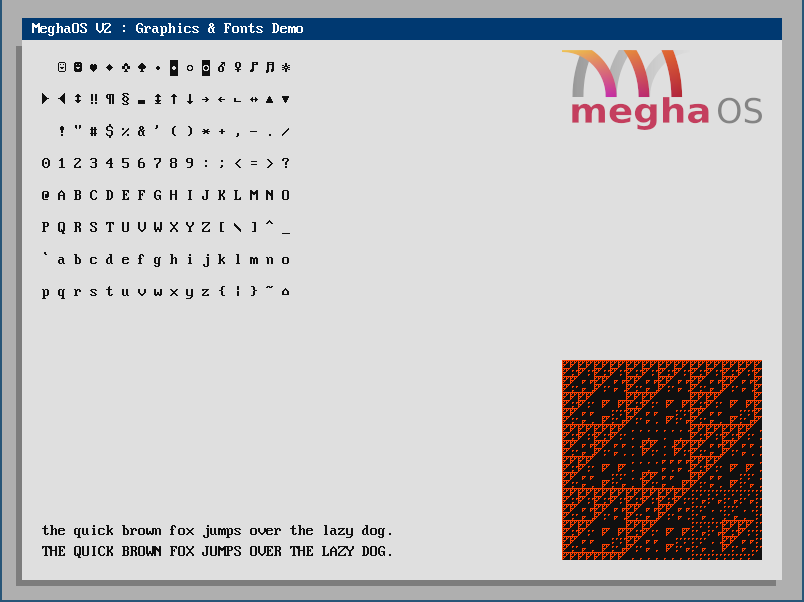 MeghaOS V2 : Graphics & Fonts Demo
☺ ☻ ♥ ♦ ♣ ♠ • ◘ ○ ◙ ♂ ♀ ♪ ♫ ☼
► ◄ ↕ ‼ ¶ § ▬ ↨ ↑ ↓ → ← ∟ ↔ ▲ ▼
! " # $ % & ' ( ) * + , - . /
0 1 2 3 4 5 6 7 8 9 : ; < = > ?
@ A B C D E F G H I J K L M N O
P Q R S T U V W X Y Z [ \ ] ^ _
` a b c d e f g h i j k l m n o
p q r s t u v w x y z { ¦ } ~ ⌂
megha OS
the quick brown fox jumps over the lazy dog.
THE QUICK BROWN FOX JUMPS OVER THE LAZY DOG.